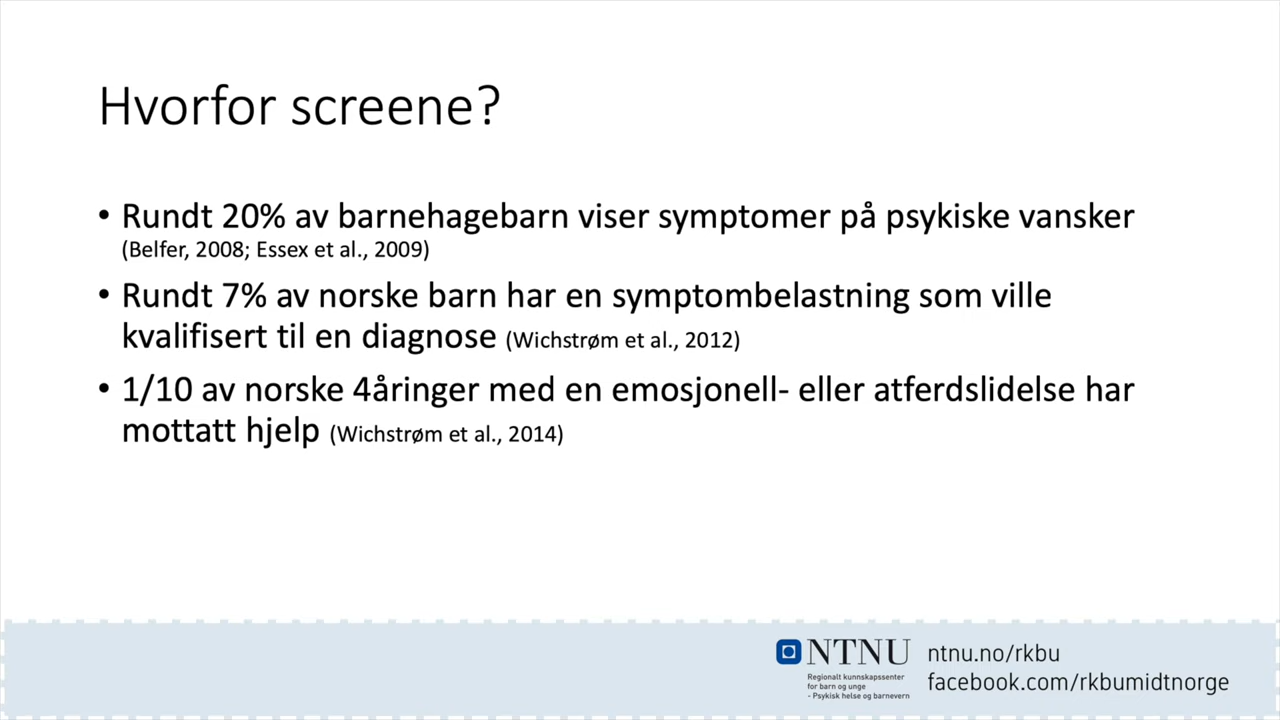 Hvorfor screene?
• Rundt 20% av barnehagebarn viser symptomer på psykiske vansker
(Belfer, 2008; Essex et al., 2009)
• Rundt 7% av norske barn har en symptombelastning som ville
kvalifisert til en diagnose (Wichstrøm et al., 2012)
• 1/10 av norske 4åringer med en emosjonell- eller atferdslidelse har
mottatt hjelp (Wichstrøm et al., 2014)
NTNU
Regionalt kunnskapssenter
for barn og unge
- Psykisk helse og barnevern
ntnu.no/rkbu
facebook.com/rkbumidtnorge